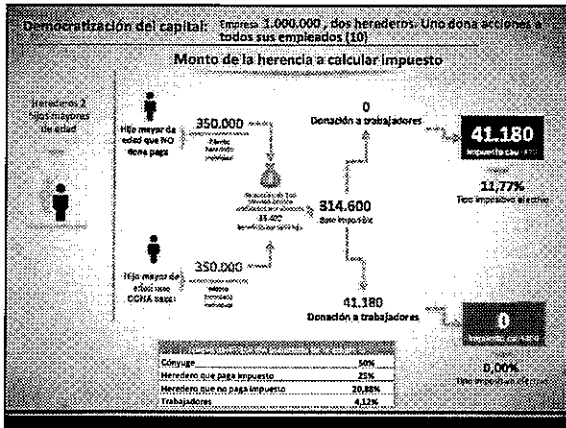 Democratización del capital: Empresa 1.000.000 , dos herederos. Uno dona acciones a
todos sus empleados (10)
Monto de la herencia a calcular impuesto
Herederos 2
hijos mayores
de edad
Hijo mayor de
edad que NO
dona paga
350.000
0
Donación a trabajadores
41.180
Impuesto
11,77%
Tipo impositivo efectivo
314.600
Base imponible
Hijo mayor de
edad que
DONA
350.000
41.180
Donación a trabajadores
0
0,00%
Tipo impositivo efectivo
Cónyuge 50%
Heredero que paga impuesto 25%
Heredero que no paga impuesto 20,88%
Trabajadores 4,12%